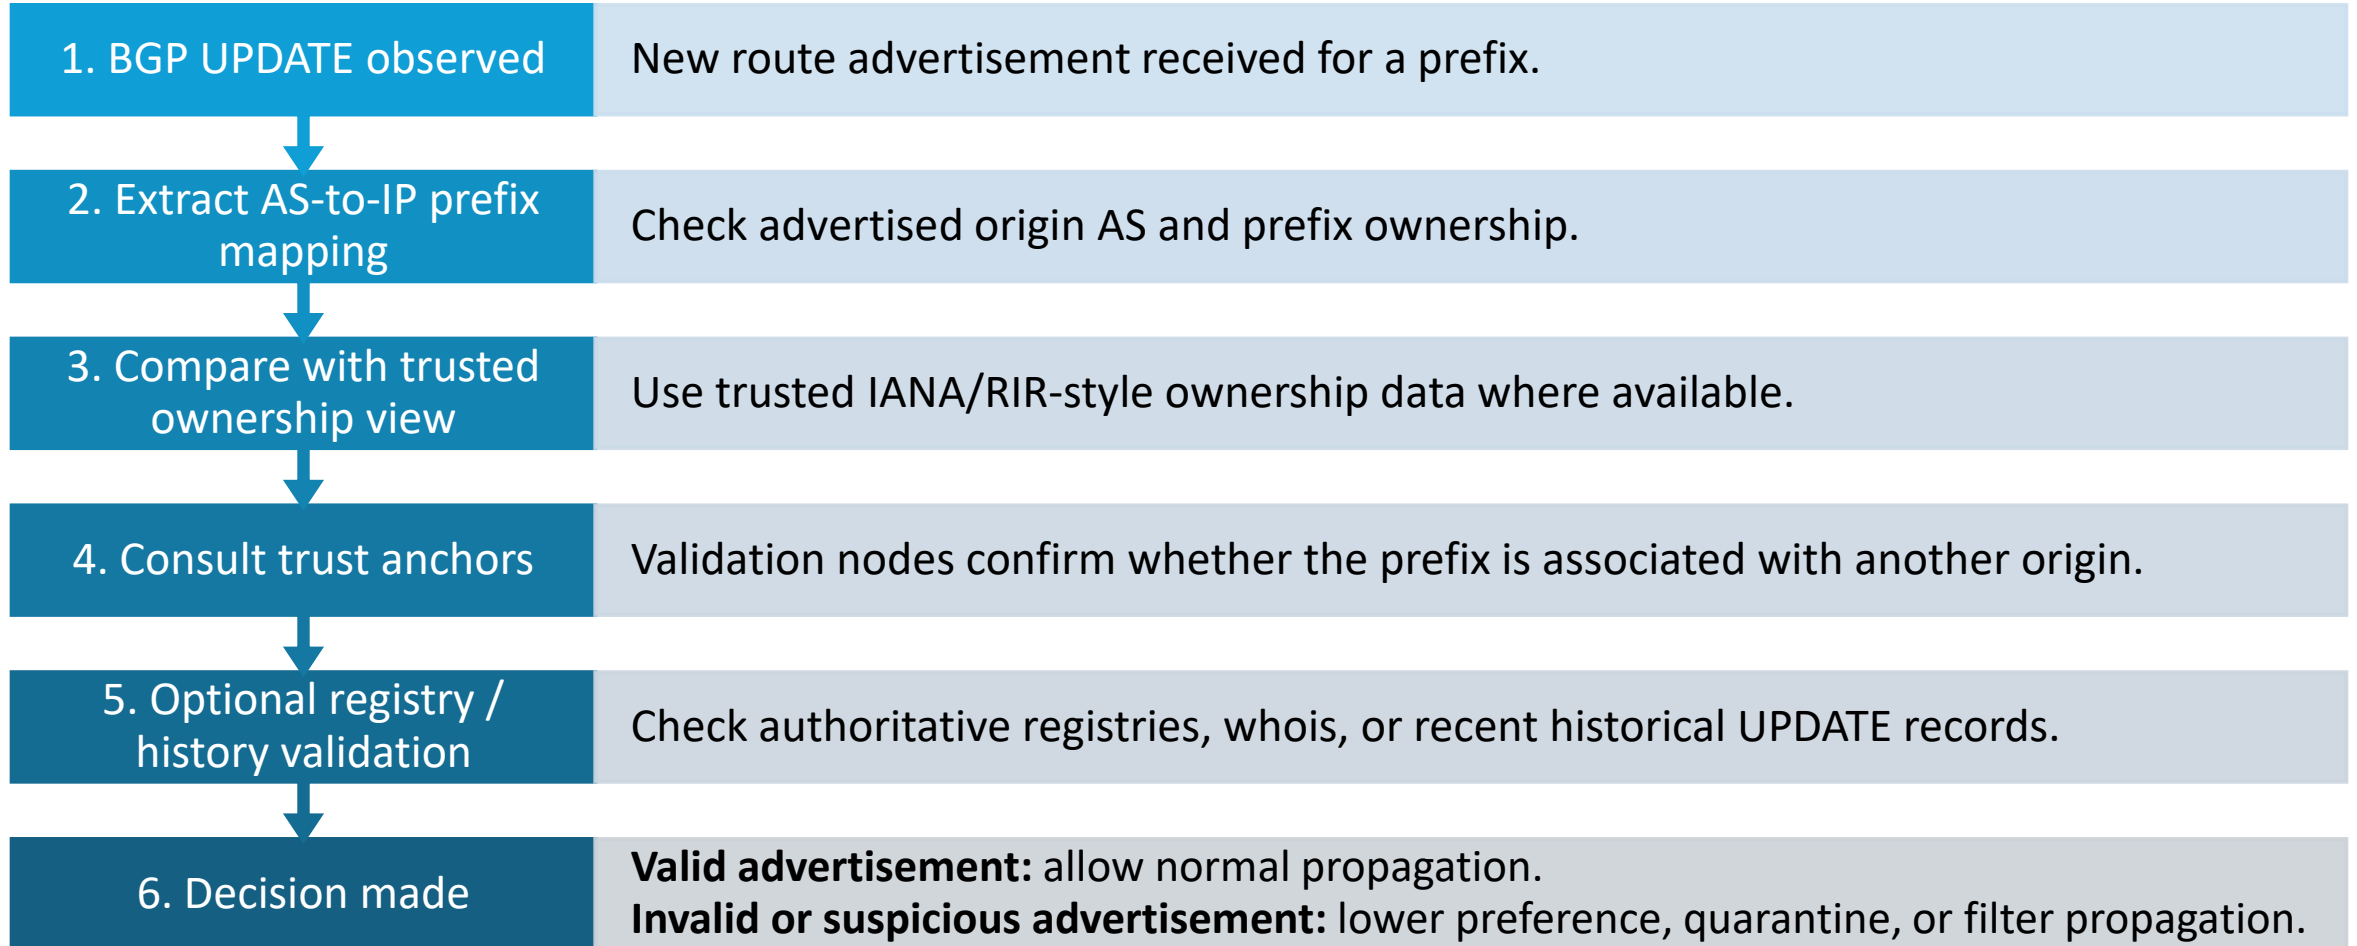 1. BGP UPDATE observed
New route advertisement received for a prefix.
2. Extract AS-to-IP prefix
mapping
Check advertised origin AS and prefix ownership.
3. Compare with trusted
ownership view
Use trusted IANA/RIR-style ownership data where available.
4. Consult trust anchors
Validation nodes confirm whether the prefix is associated with another origin.
5. Optional registry /
history validation
Check authoritative registries, whois, or recent historical UPDATE records.
6. Decision made
Valid advertisement: allow normal propagation.
Invalid or suspicious advertisement: lower preference, quarantine, or filter propagation.